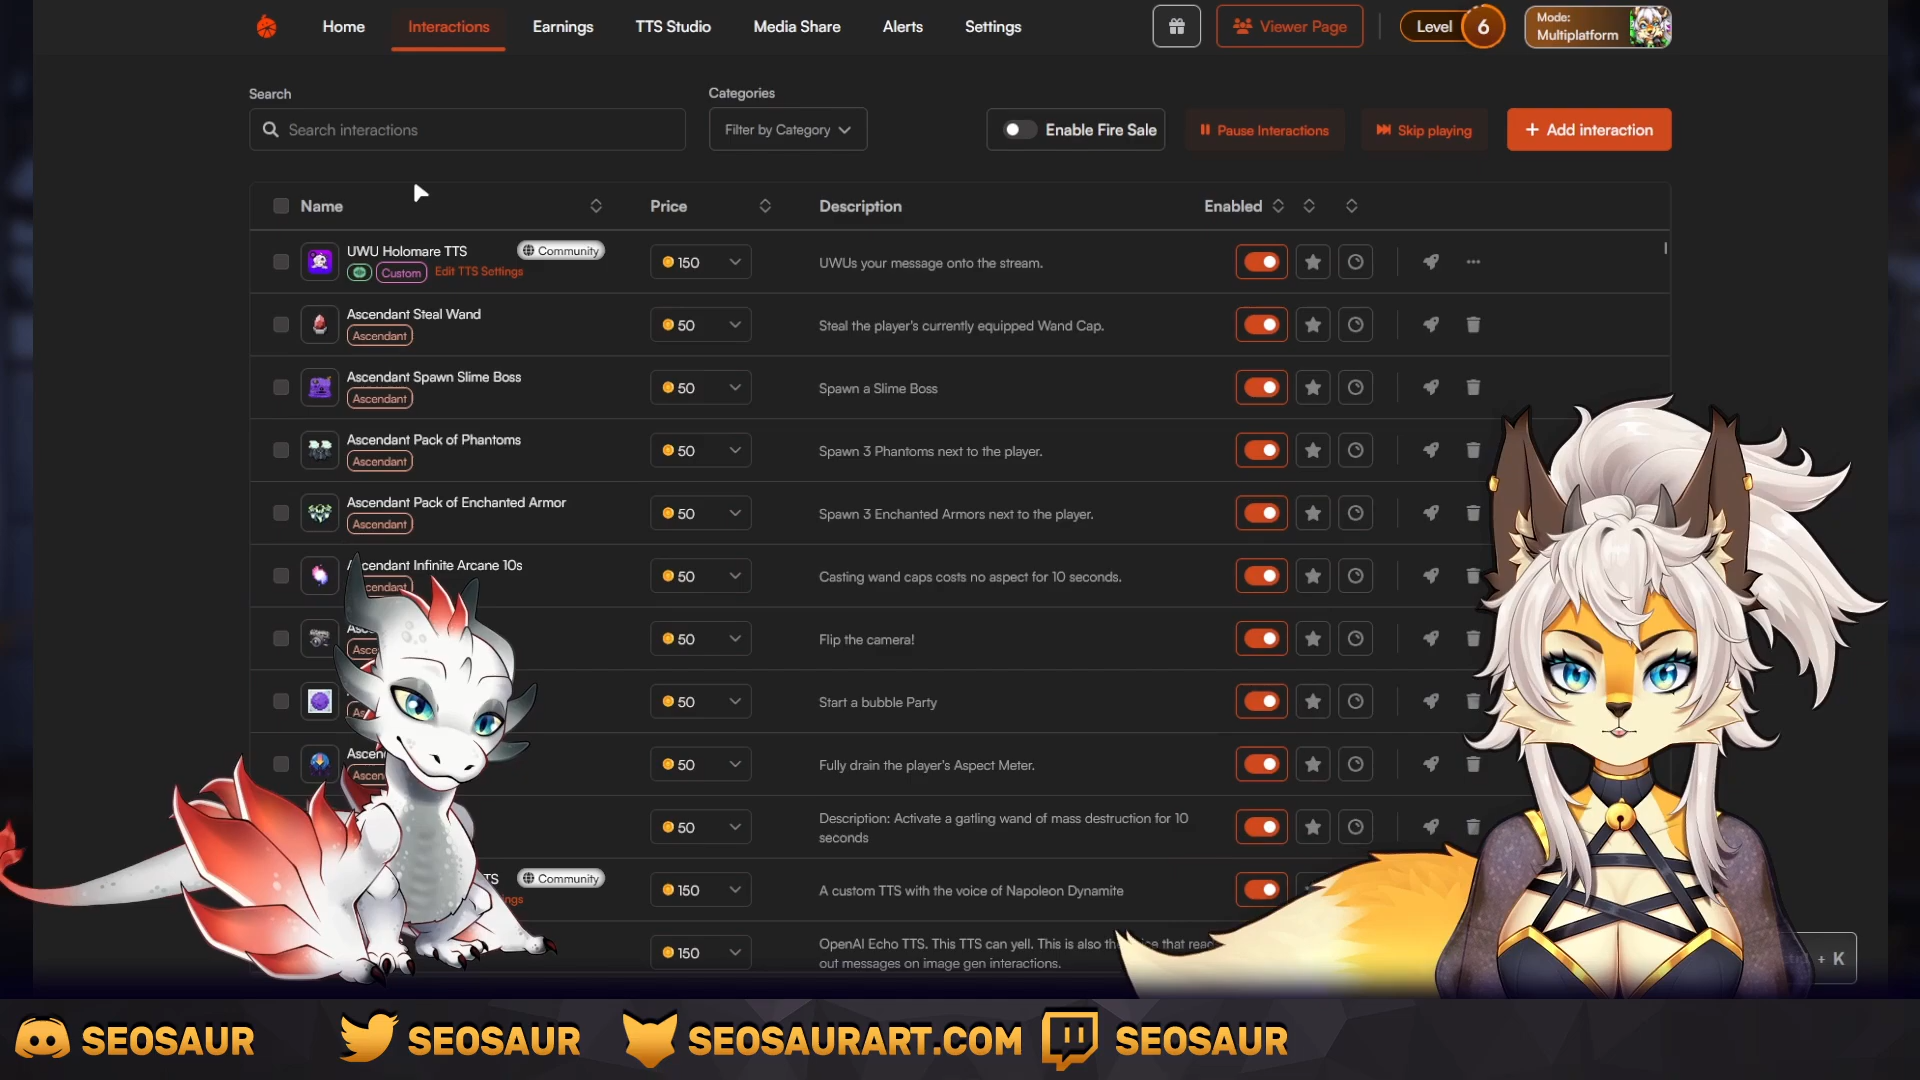 Home Interactions Earnings TTS Studio Media Share Alerts Settings Viewer Page Level 6 Mode: Multiplatform
Search Categories
Search interactions Filter by Category Enable Fire Sale Pause Interactions Skip playing + Add interaction
Name Price Description Enabled
UWU Holomare TTS Community 150 UWUs your message onto the stream.
Custom Edit TTS Settings
Ascendant Steal Wand 50 Steal the player's currently equipped Wand Cap.
Ascendant
Ascendant Spawn Slime Boss 50 Spawn a Slime Boss
Ascendant
Ascendant Pack of Phantoms 50 Spawn 3 Phantoms next to the player.
Ascendant
Ascendant Pack of Enchanted Armor 50 Spawn 3 Enchanted Armors next to the player.
Ascendant
Ascendant Infinite Arcane 10s 50 Casting wand caps costs no aspect for 10 seconds.
50 Flip the camera!
50 Start a bubble Party
50 Fully drain the player's Aspect Meter.
50 Description: Activate a gatling wand of mass destruction for 10
seconds
Community 150 A custom TTS with the voice of Napoleon Dynamite
150 OpenAI Echo TTS. This TTS can yell. This is also
out messages on image gen interactions.
+ K
SEOSAUR SEOSAUR SEOSAURART.COM SEOSAUR